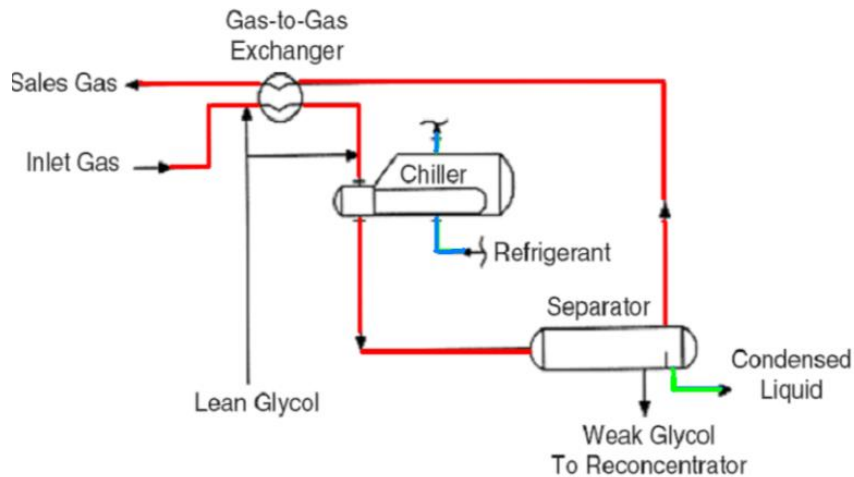 Gas-to-Gas
Exchanger
Sales Gas
Inlet Gas
Chiller
Refrigerant
Separator
Condensed
Liquid
Lean Glycol
Weak Glycol
To Reconcentrator